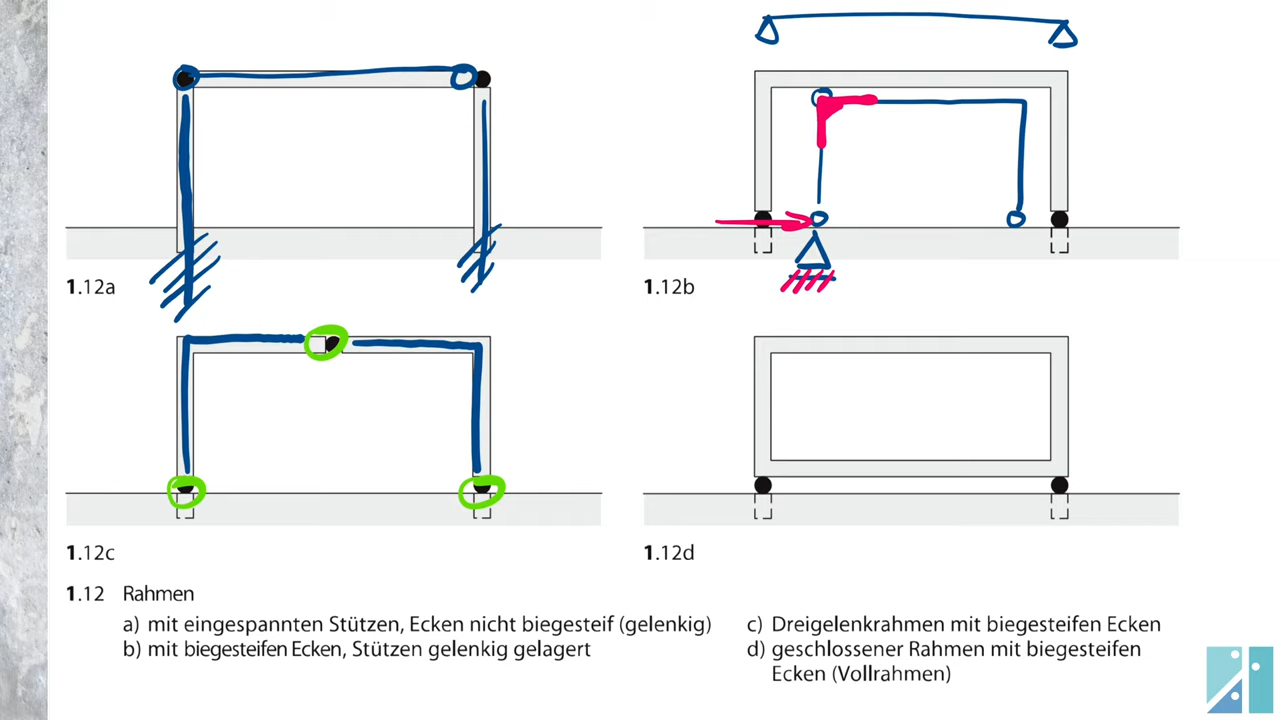 1.12a
1.12b
1.12c
1.12d
1.12 Rahmen
a) mit eingespannten Stützen, Ecken nicht biegesteif (gelenkig)
b) mit biegesteifen Ecken, Stützen gelenkig gelagert
c) Dreigelenkrahmen mit biegesteifen Ecken
d) geschlossener Rahmen mit biegesteifen
Ecken (Vollrahmen)